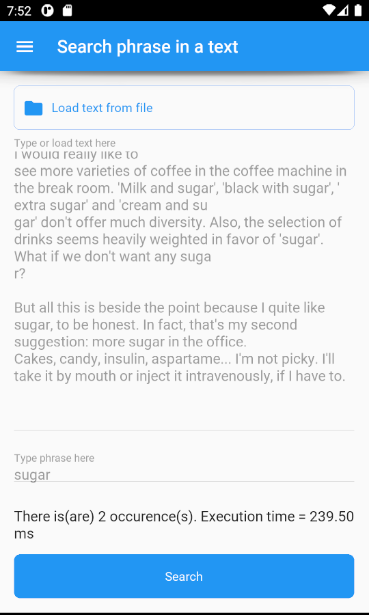 7:52
Search phrase in a text
Load text from file
Type or load text here
I would really like to
see more varieties of coffee in the coffee machine in
the break room. 'Milk and sugar', 'black with sugar', '
extra sugar' and 'cream and su
gar' don't offer much diversity. Also, the selection of
drinks seems heavily weighted in favor of 'sugar'.
What if we don't want any suga
r?
But all this is beside the point because I quite like
sugar, to be honest. In fact, that's my second
suggestion: more sugar in the office.
Cakes, candy, insulin, aspartame... I'm not picky. I'll
take it by mouth or inject it intravenously, if I have to.
Type phrase here
sugar
There is(are) 2 occurence(s). Execution time = 239.50
ms
Search